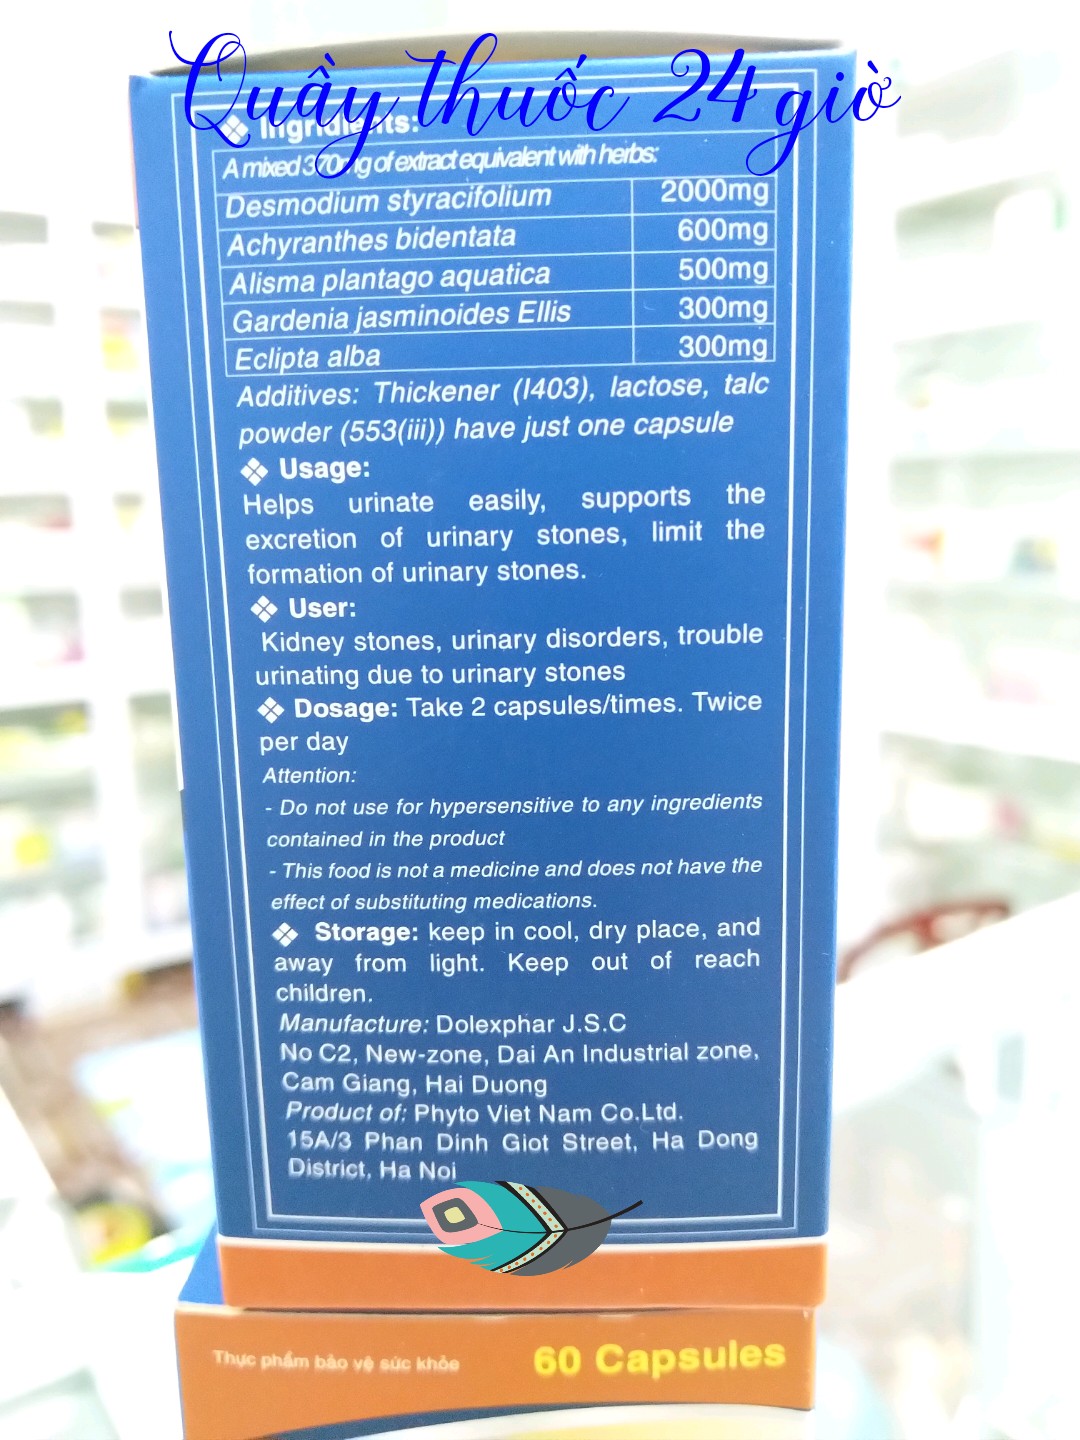 Quầy thuốc 24 giờ
❖ Ingridients:
A mixed 370mg of extract equivalent with herbs:
Desmodium styracifolium 2000mg
Achyranthes bidentata 600mg
Alisma plantago aquatica 500mg
Gardenia jasminoides Ellis 300mg
Eclipta alba 300mg
Additives: Thickener (I403), lactose, talc
powder (553(iii)) have just one capsule
❖ Usage:
Helps urinate easily, supports the
excretion of urinary stones, limit the
formation of urinary stones.
❖ User:
Kidney stones, urinary disorders, trouble
urinating due to urinary stones
❖ Dosage: Take 2 capsules/times. Twice
per day
Attention:
- Do not use for hypersensitive to any ingredients
contained in the product
- This food is not a medicine and does not have the
effect of substituting medications.
❖ Storage: keep in cool, dry place, and
away from light. Keep out of reach
children.
Manufacture: Dolexphar J.S.C
No C2, New-zone, Dai An Industrial zone,
Cam Giang, Hai Duong
Product of: Phyto Viet Nam Co.Ltd.
15A/3 Phan Dinh Giot Street, Ha Dong
District, Ha Noi
Thực phẩm bảo vệ sức khỏe 60 Capsules